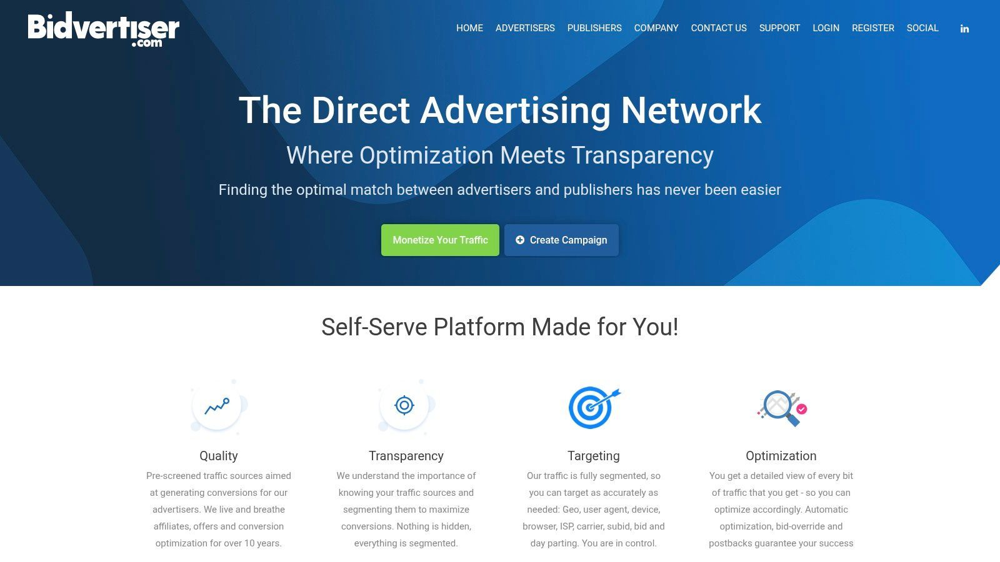 Bidvertiser
.com
HOME ADVERTISERS PUBLISHERS COMPANY CONTACT US SUPPORT LOGIN REGISTER SOCIAL in
The Direct Advertising Network
Where Optimization Meets Transparency
Finding the optimal match between advertisers and publishers has never been easier
Monetize Your Traffic
Create Campaign
Self-Serve Platform Made for You!
Quality
Pre-screened traffic sources aimed
at generating conversions for our
advertisers. We live and breathe
affiliates, offers and conversion
optimization for over 10 years.
Transparency
We understand the importance of
knowing your traffic sources and
segmenting them to maximize
conversions. Nothing is hidden,
everything is segmented.
Targeting
Our traffic is fully segmented, so
you can target as accurately as
needed: Geo, user agent, device,
browser, ISP, carrier, subid, bid and
day parting. You are in control.
Optimization
You get a detailed view of every bit
of traffic that you get - so you can
optimize accordingly. Automatic
optimization, bid-override and
postbacks guarantee your success